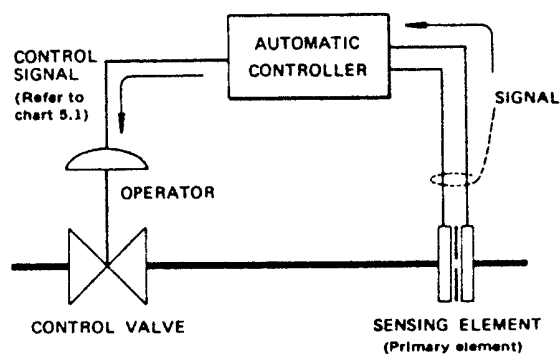 AUTOMATIC
CONTROLLER
CONTROL
SIGNAL
(Refer to
chart 5.1)
SIGNAL
OPERATOR
CONTROL VALVE
SENSING ELEMENT
(Primary element)